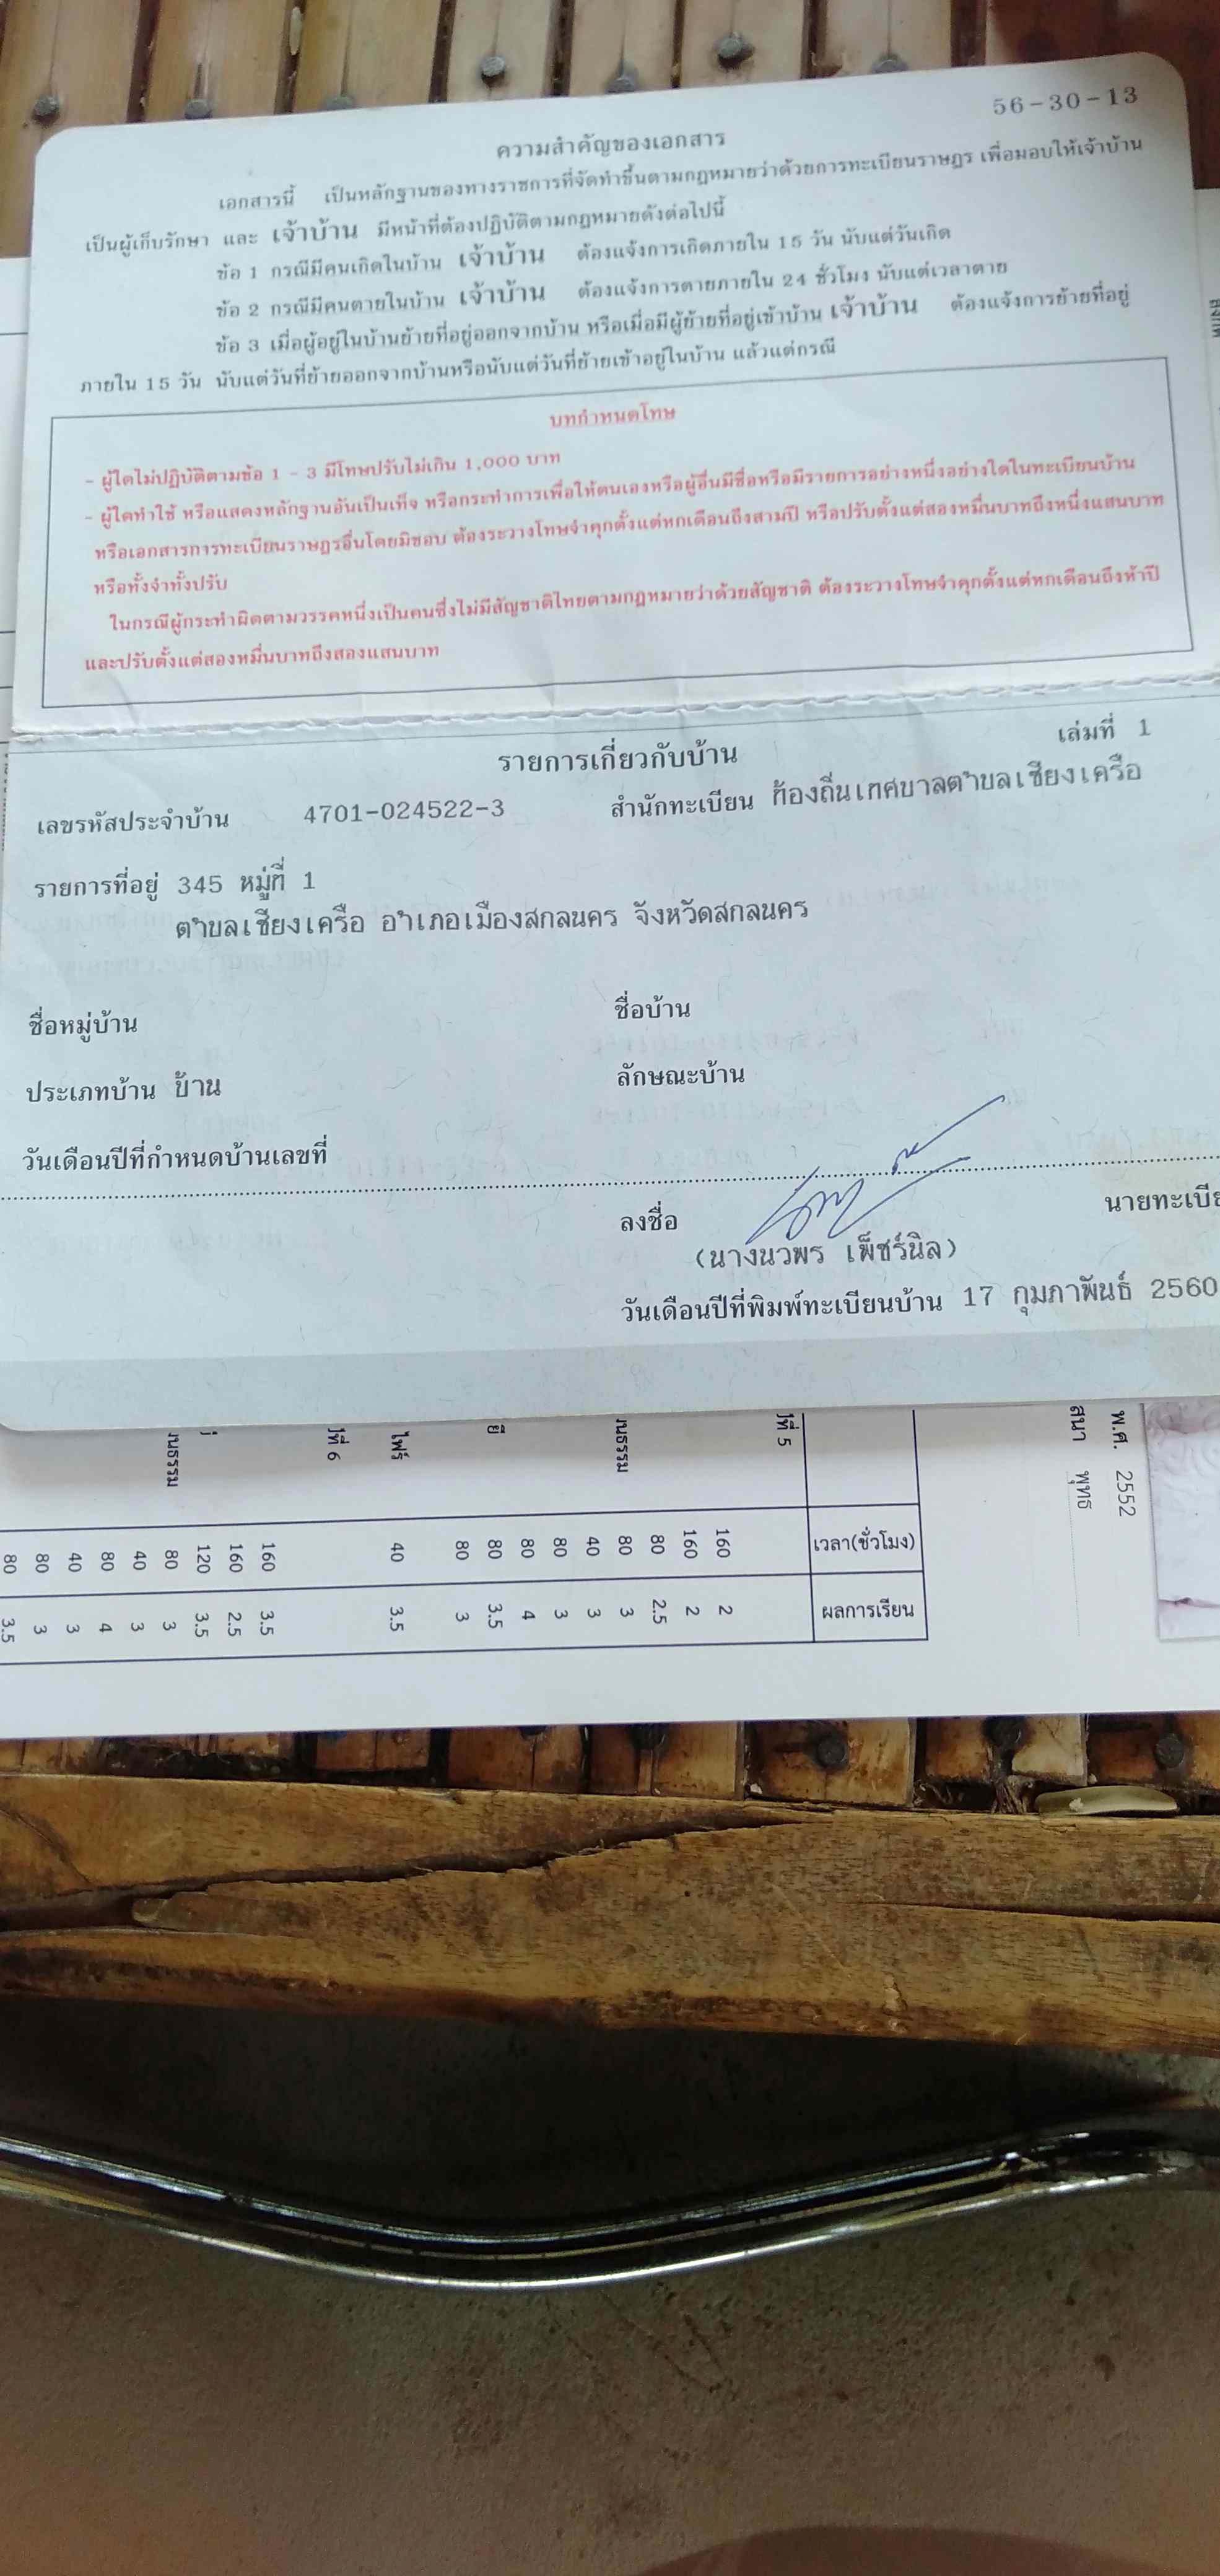 56-30-13
ความสำคัญของเอกสาร
เอกสารนี้ เป็นหลักฐานของทางราชการที่จัดทำขึ้นตามกฎหมายว่าด้วยการทะเบียนราษฎร เพื่อมอบให้เจ้าบ้าน
เป็นผู้เก็บรักษา และ เจ้าบ้าน มีหน้าที่ต้องปฏิบัติตามกฎหมายดังต่อไปนี้
ข้อ 1 กรณีมีคนเกิดในบ้าน เจ้าบ้าน ต้องแจ้งการเกิดภายใน 15 วัน นับแต่วันเกิด
ข้อ 2 กรณีมีคนตายในบ้าน เจ้าบ้าน ต้องแจ้งการตายภายใน 24 ชั่วโมง นับแต่เวลาตาย
ข้อ 3 เมื่อผู้อยู่ในบ้านย้ายที่อยู่ออกจากบ้าน หรือเมื่อมีผู้ย้ายที่อยู่เข้าบ้าน เจ้าบ้าน ต้องแจ้งการย้ายที่อยู่
ภายใน 15 วัน นับแต่วันที่ย้ายออกจากบ้านหรือนับแต่วันที่ย้ายเข้าอยู่ในบ้าน แล้วแต่กรณี
บทกำหนดโทษ
- ผู้ใดไม่ปฏิบัติตามข้อ 1 - 3 มีโทษปรับไม่เกิน 1,000 บาท
- ผู้ใดทำใช้ หรือแสดงหลักฐานอันเป็นเท็จ หรือกระทำการเพื่อให้ตนเองหรือผู้อื่นมีชื่อหรือมีรายการอย่างหนึ่งอย่างใดในทะเบียนบ้าน
หรือเอกสารการทะเบียนราษฎรอื่นโดยมิชอบ ต้องระวางโทษจำคุกตั้งแต่หกเดือนถึงสามปี หรือปรับตั้งแต่สองหมื่นบาทถึงหนึ่งแสนบาท
หรือทั้งจำทั้งปรับ
ในกรณีผู้กระทำผิดตามวรรคหนึ่งเป็นคนซึ่งไม่มีสัญชาติไทยตามกฎหมายว่าด้วยสัญชาติ ต้องระวางโทษจำคุกตั้งแต่หกเดือนถึงห้าปี
และปรับตั้งแต่สองหมื่นบาทถึงสองแสนบาท
เล่มที่ 1
รายการเกี่ยวกับบ้าน
เลขรหัสประจำบ้าน 4701-024522-3 สำนักทะเบียน ท้องถิ่นเทศบาลตำบลเชียงเครือ
รายการที่อยู่ 345 หมู่ที่ 1
ตำบลเชียงเครือ อำเภอเมืองสกลนคร จังหวัดสกลนคร
ชื่อหมู่บ้าน ชื่อบ้าน
ประเภทบ้าน บ้าน ลักษณะบ้าน
วันเดือนปีที่กำหนดบ้านเลขที่
ลงชื่อ นายทะเบีย
(นางนวพร เพ็ชร์นิล)
วันเดือนปีที่พิมพ์ทะเบียนบ้าน 17 กุมภาพันธ์ 2560
พ.ศ. 2552
สนา พุทธ
เวลา(ชั่วโมง) ผลการเรียน
ที่ 5
160 2
160 2
80 2.5
80 3
40 3
80 3
80 4
80 3.5
80 3
40 3.5
ที่ 6
160 3.5
160 2.5
120 3.5
80 3
40 3
80 4
40 3
80 3
80 3.5